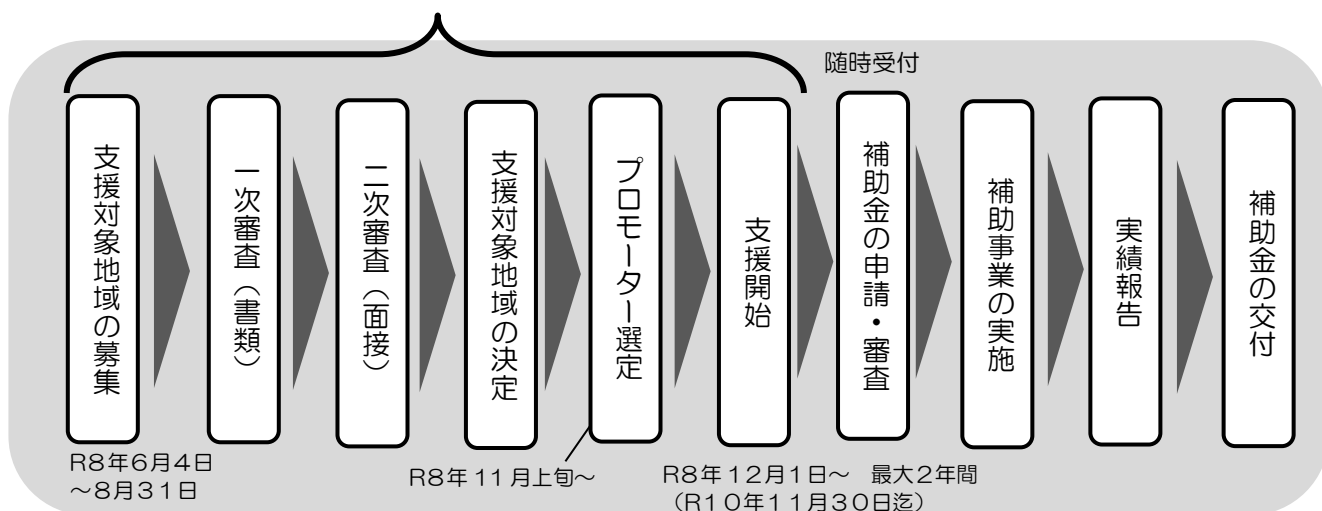 随時受付
支援対象地域の募集
一次審査（書類）
二次審査（面接）
支援対象地域の決定
プロモーター選定
支援開始
補助金の申請・審査
補助事業の実施
実績報告
補助金の交付
R8年6月4日
～8月31日
R8年11月上旬～
R8年12月1日～　最大2年間
（R10年11月30日迄）